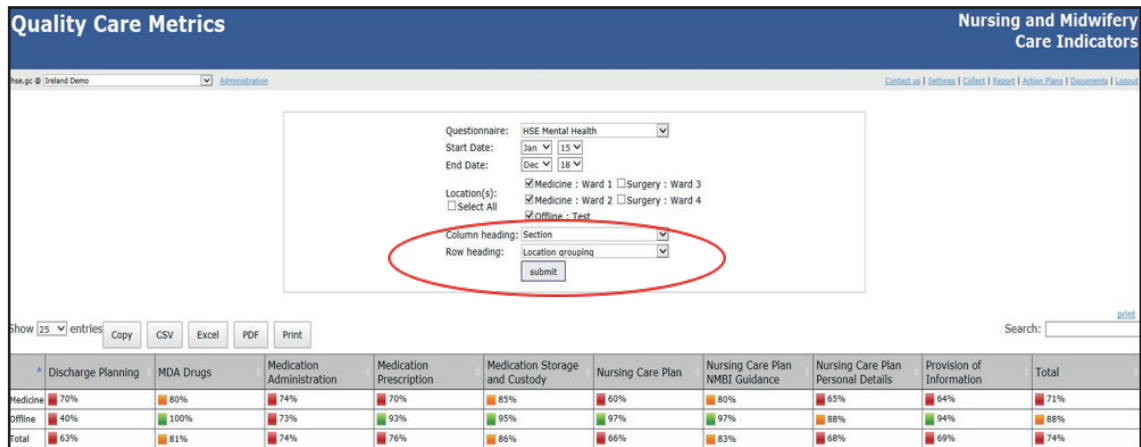 Quality Care Metrics
Nursing and Midwifery
Care Indicators
hse.gc @ Ireland Demo Administration
Contact us | Settings | Collect | Report | Action Plans | Documents | Logout
Questionnaire: HSE Mental Health
Start Date: Jan 15
End Date: Dec 18
Location(s):
Select All
Medicine : Ward 1 Surgery : Ward 3
Medicine : Ward 2 Surgery : Ward 4
Offline : Test
Column heading: Section
Row heading: Location grouping
submit
print
Show 25 entries Copy CSV Excel PDF Print Search:
Discharge Planning MDA Drugs Medication Administration Medication Prescription Medication Storage and Custody Nursing Care Plan Nursing Care Plan NMBI Guidance Nursing Care Plan Personal Details Provision of Information Total
Medicine 70% 80% 74% 70% 85% 60% 80% 65% 64% 71%
Offline 40% 100% 73% 93% 95% 97% 97% 88% 94% 88%
Total 63% 81% 74% 76% 86% 66% 83% 68% 69% 74%